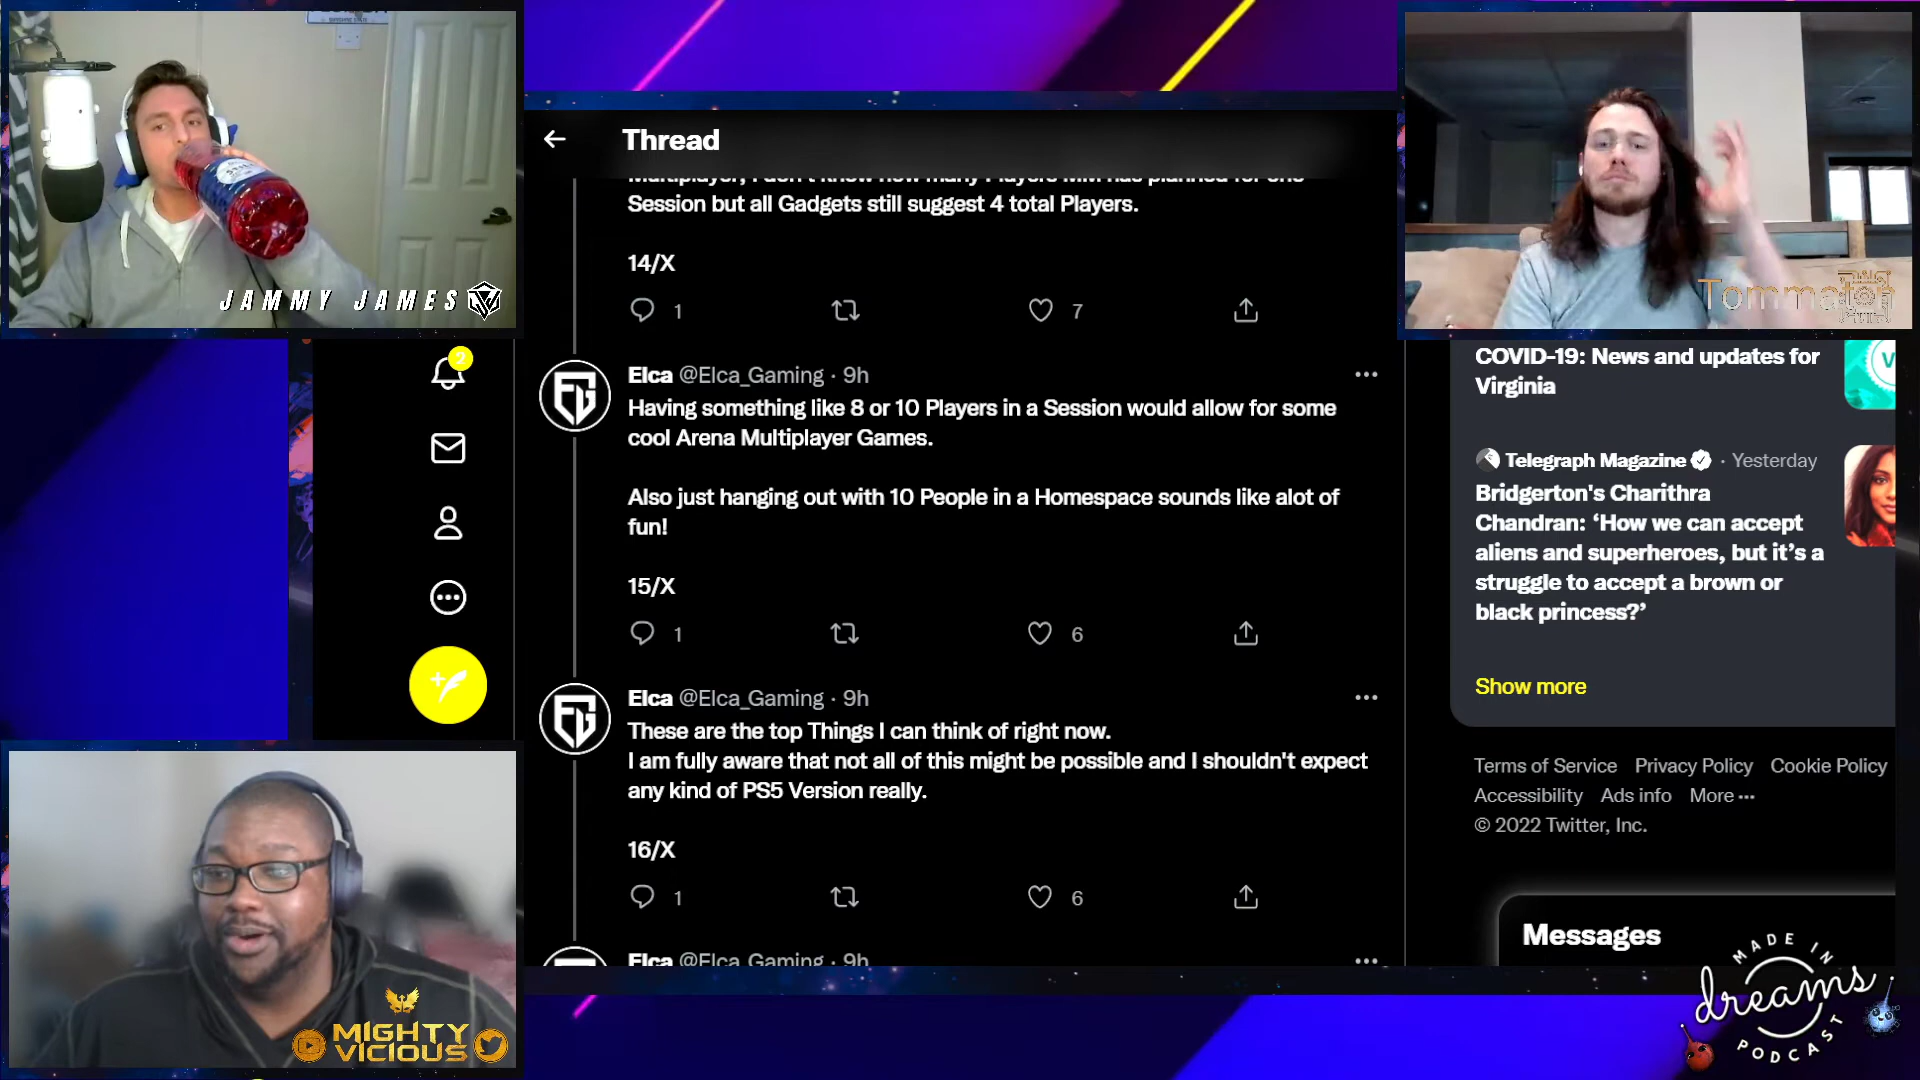 JAMMY JAMES
Thread
Session but all Gadgets still suggest 4 total Players.
14/X
1
7
Elca @Elca_Gaming · 9h
Having something like 8 or 10 Players in a Session would allow for some
cool Arena Multiplayer Games.
Also just hanging out with 10 People in a Homespace sounds like alot of
fun!
15/X
1
6
Elca @Elca_Gaming · 9h
These are the top Things I can think of right now.
I am fully aware that not all of this might be possible and I shouldn't expect
any kind of PS5 Version really.
16/X
1
6
Elca @Elca_Gaming · 9h
2
MIGHTY
VICIOUS
Tommaton
COVID-19: News and updates for
Virginia
Telegraph Magazine · Yesterday
Bridgerton's Charithra
Chandran: ‘How we can accept
aliens and superheroes, but it’s a
struggle to accept a brown or
black princess?’
Show more
Terms of Service Privacy Policy Cookie Policy
Accessibility Ads info More ···
© 2022 Twitter, Inc.
Messages
MADE IN
dreams
PODCAST